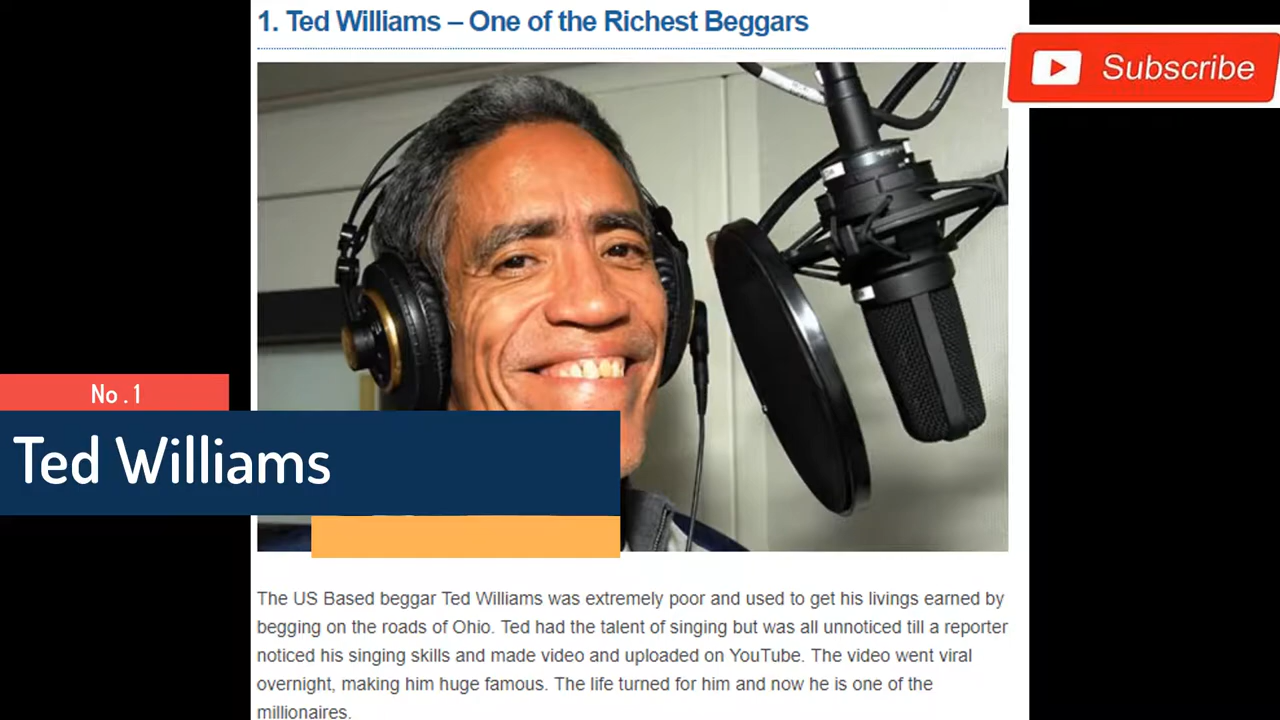 1. Ted Williams – One of the Richest Beggars
Subscribe
No .1
Ted Williams
The US Based beggar Ted Williams was extremely poor and used to get his livings earned by
begging on the roads of Ohio. Ted had the talent of singing but was all unnoticed till a reporter
noticed his singing skills and made video and uploaded on YouTube. The video went viral
overnight, making him huge famous. The life turned for him and now he is one of the
millionaires.